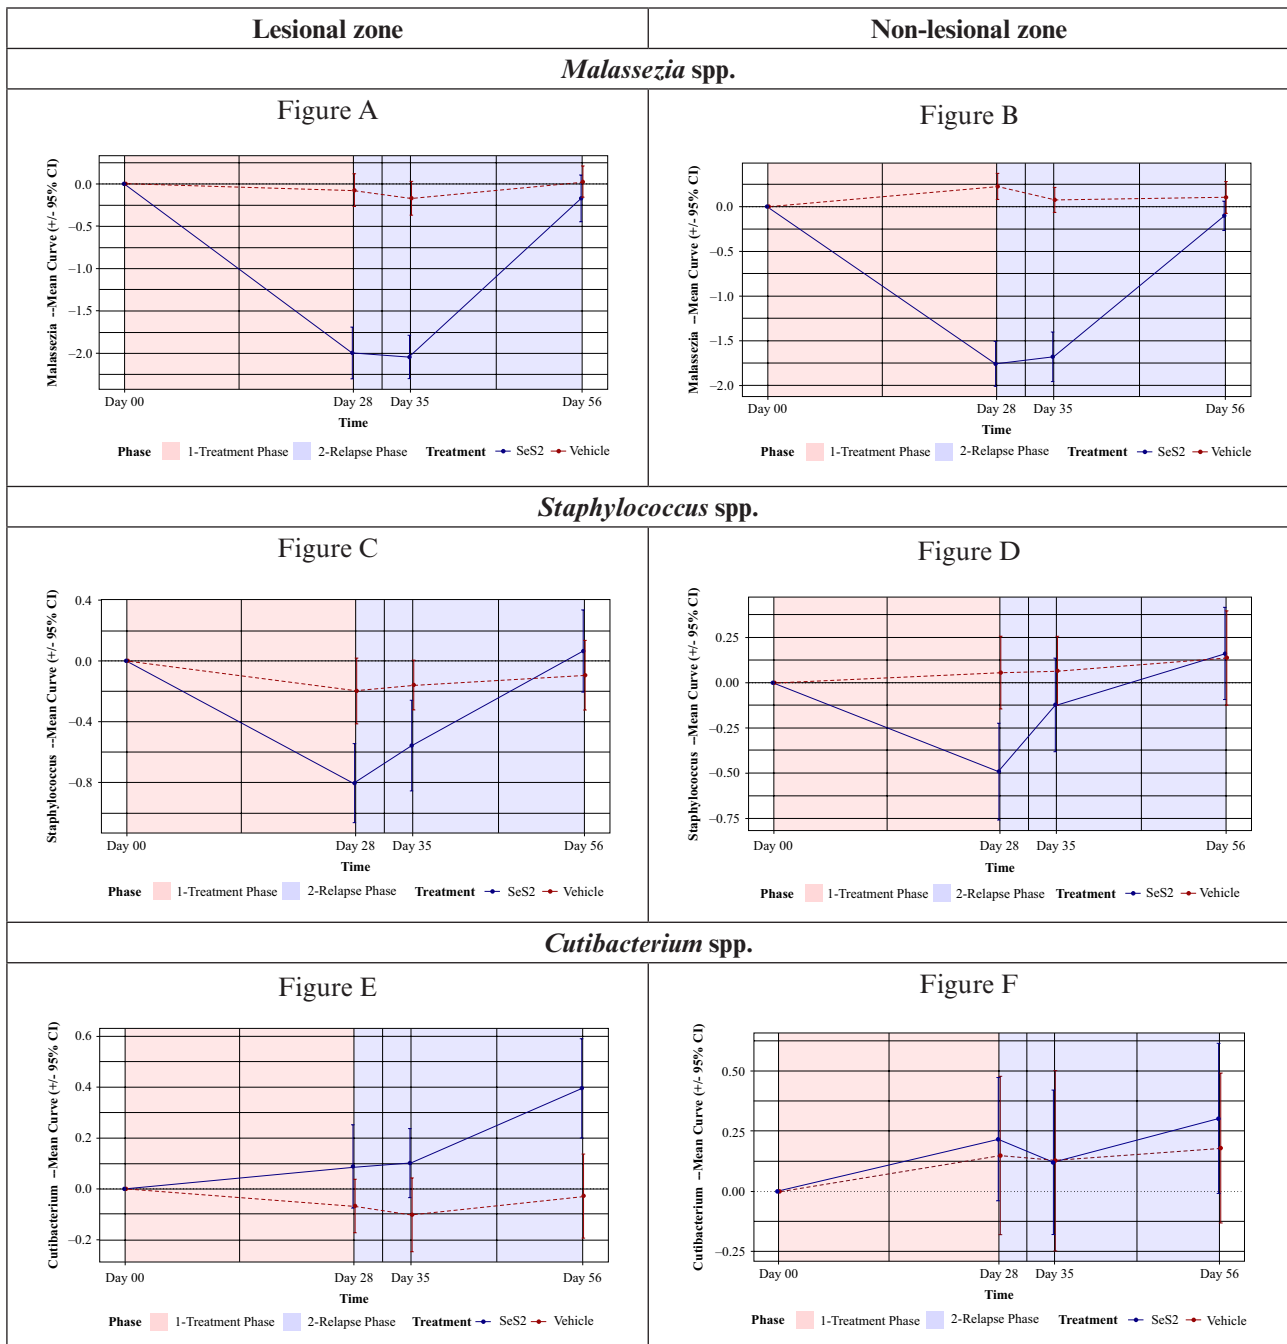 Lesional zone
Non-lesional zone
Malassezia spp.
Figure A
Malassezia --Mean Curve (+/- 95% CI)
0.0
−0.5
−1.0
−1.5
−2.0
Day 00
Day 28
Day 35
Day 56
Time
Phase 1-Treatment Phase 2-Relapse Phase Treatment SeS2 Vehicle
Figure B
Malassezia --Mean Curve (+/- 95% CI)
0.0
−0.5
−1.0
−1.5
−2.0
Day 00
Day 28
Day 35
Day 56
Time
Phase 1-Treatment Phase 2-Relapse Phase Treatment SeS2 Vehicle
Staphylococcus spp.
Figure C
Staphylococcus --Mean Curve (+/- 95% CI)
0.4
0.0
−0.4
−0.8
Day 00
Day 28
Day 35
Day 56
Time
Phase 1-Treatment Phase 2-Relapse Phase Treatment SeS2 Vehicle
Figure D
Staphylococcus --Mean Curve (+/- 95% CI)
0.25
0.00
−0.25
−0.50
−0.75
Day 00
Day 28
Day 35
Day 56
Time
Phase 1-Treatment Phase 2-Relapse Phase Treatment SeS2 Vehicle
Cutibacterium spp.
Figure E
Cutibacterium --Mean Curve (+/- 95% CI)
0.6
0.4
0.2
0.0
−0.2
Day 00
Day 28
Day 35
Day 56
Time
Phase 1-Treatment Phase 2-Relapse Phase Treatment SeS2 Vehicle
Figure F
Cutibacterium --Mean Curve (+/- 95% CI)
0.50
0.25
0.00
−0.25
Day 00
Day 28
Day 35
Day 56
Time
Phase 1-Treatment Phase 2-Relapse Phase Treatment SeS2 Vehicle